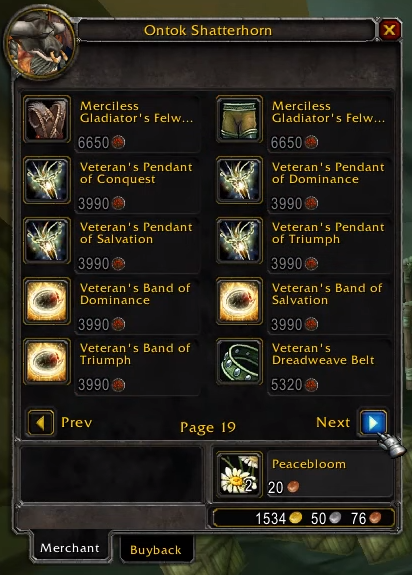 Ontok Shatterhorn
Merciless
Gladiator's Felw...
6650
Merciless
Gladiator's Felw...
6650
Veteran's Pendant
of Conquest
3990
Veteran's Pendant
of Dominance
3990
Veteran's Pendant
of Salvation
3990
Veteran's Pendant
of Triumph
3990
Veteran's Band of
Dominance
3990
Veteran's Band of
Salvation
3990
Veteran's Band of
Triumph
3990
Veteran's
Dreadweave Belt
5320
Prev
Page 19
Next
2
Peacebloom
20
1534 50 76
Merchant
Buyback